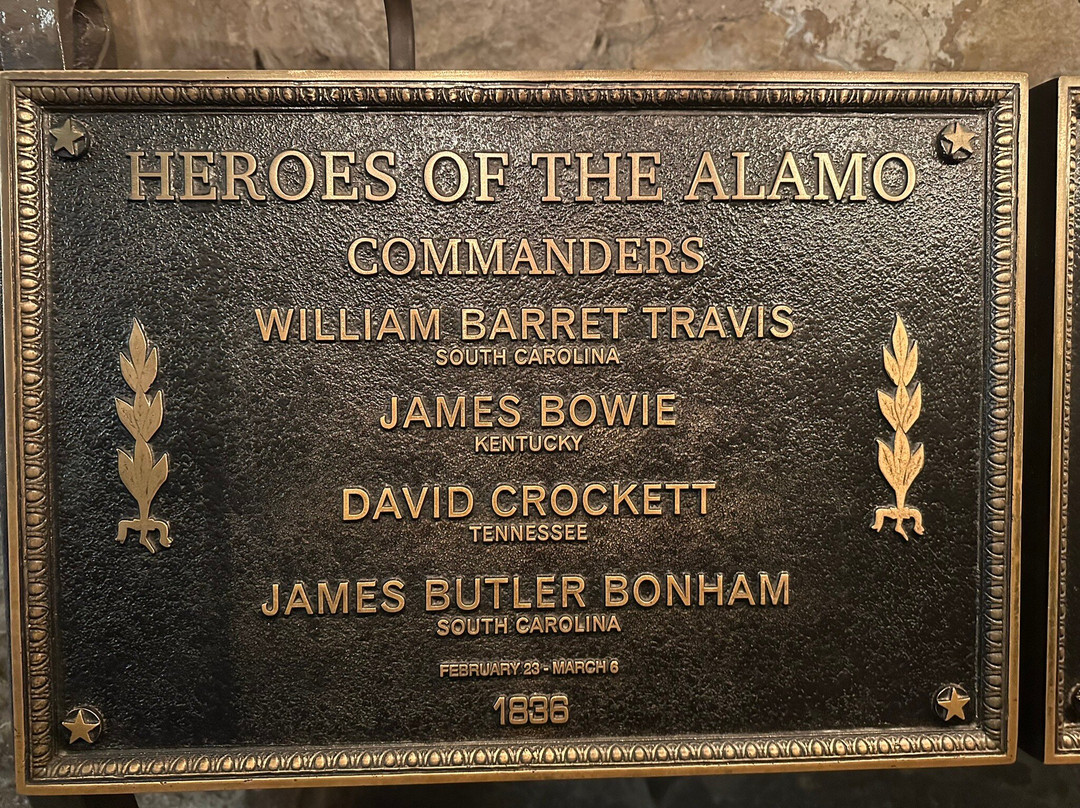 HEROES OF THE ALAMO
COMMANDERS
WILLIAM BARRET TRAVIS
SOUTH CAROLINA
JAMES BOWIE
KENTUCKY
DAVID CROCKETT
TENNESSEE
JAMES BUTLER BONHAM
SOUTH CAROLINA
FEBRUARY 23 - MARCH 6
1836